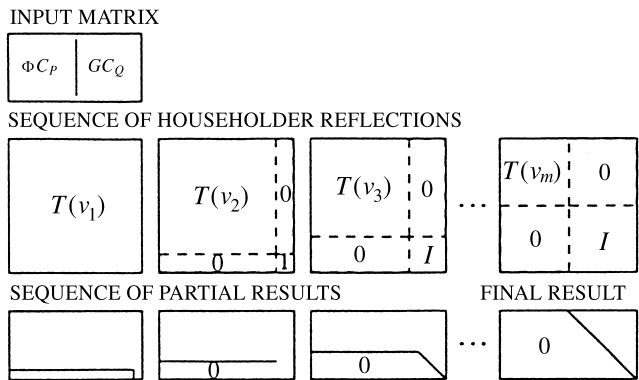 INPUT MATRIX
ΦC_P GC_Q
SEQUENCE OF HOUSEHOLDER REFLECTIONS
T(v_1) T(v_2) 0 0 I T(v_3) 0 0 I ... T(v_m) 0 0 I
SEQUENCE OF PARTIAL RESULTS FINAL RESULT
0 0 ... 0